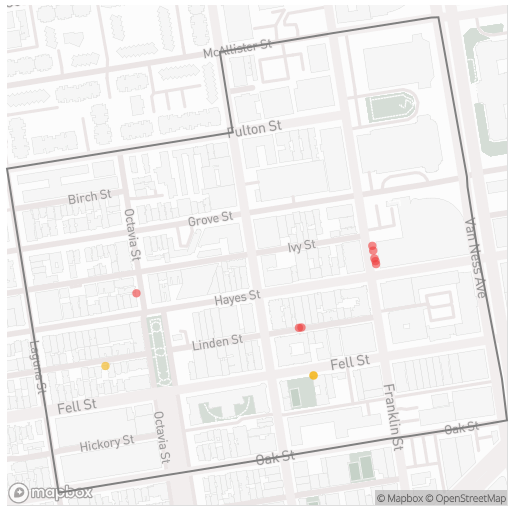 McAllister St
Fulton St
Birch St
Octavia St
Grove St
Ivy St
Van Ness Ave
Hayes St
Linden St
Laguna St
Fell St
Fell St
Franklin St
Octavia St
Hickory St
Oak St
Oak St
mapbox
© Mapbox © OpenStreetMap